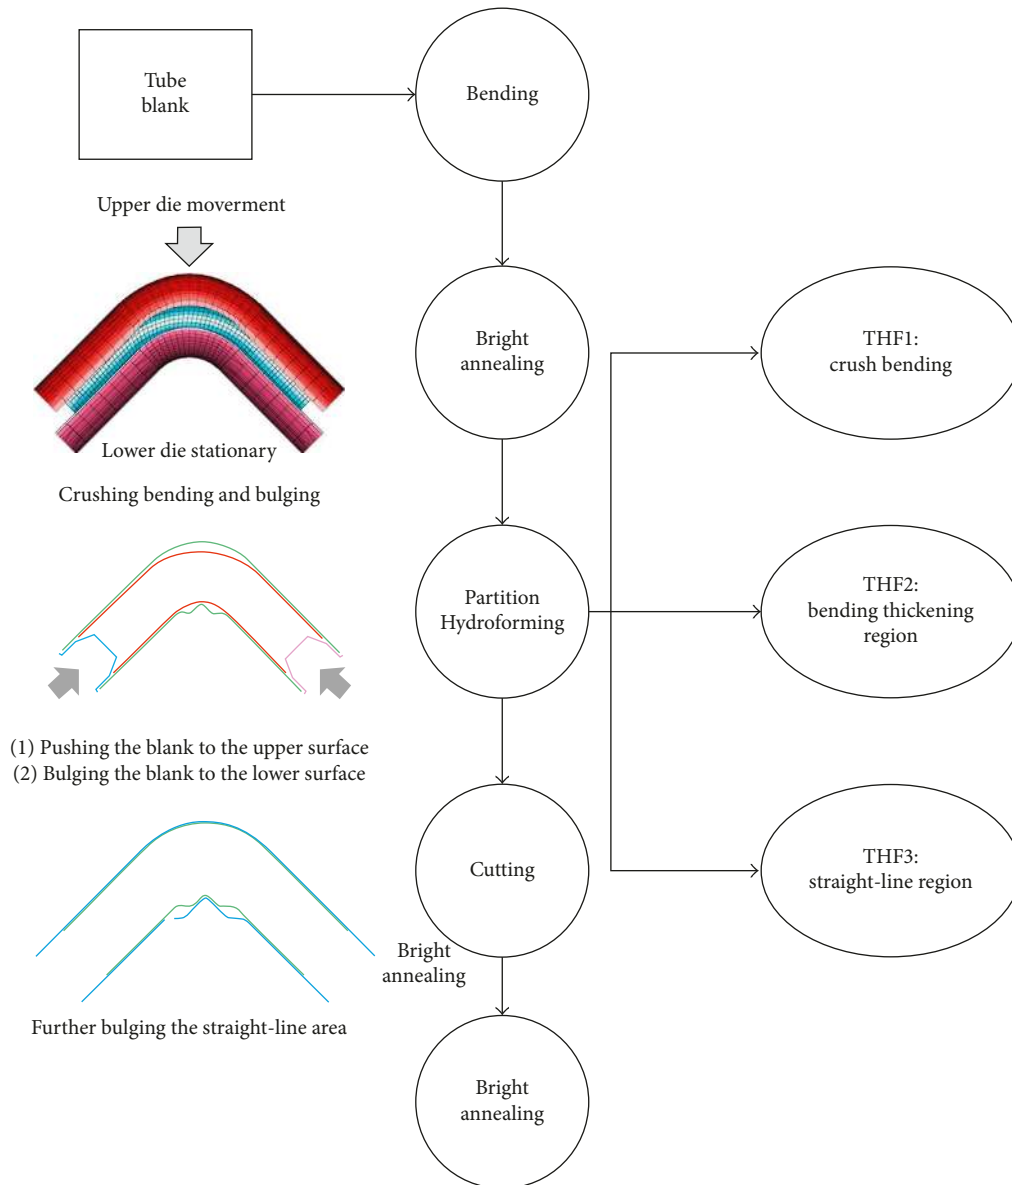 Tube
blank
Bending
Upper die moverment
Bright
annealing
THF1:
crush bending
Lower die stationary
Crushing bending and bulging
Partition
Hydroforming
THF2:
bending thickening
region
(1) Pushing the blank to the upper surface
(2) Bulging the blank to the lower surface
Cutting
THF3:
straight-line region
Bright
annealing
Further bulging the straight-line area
Bright
annealing